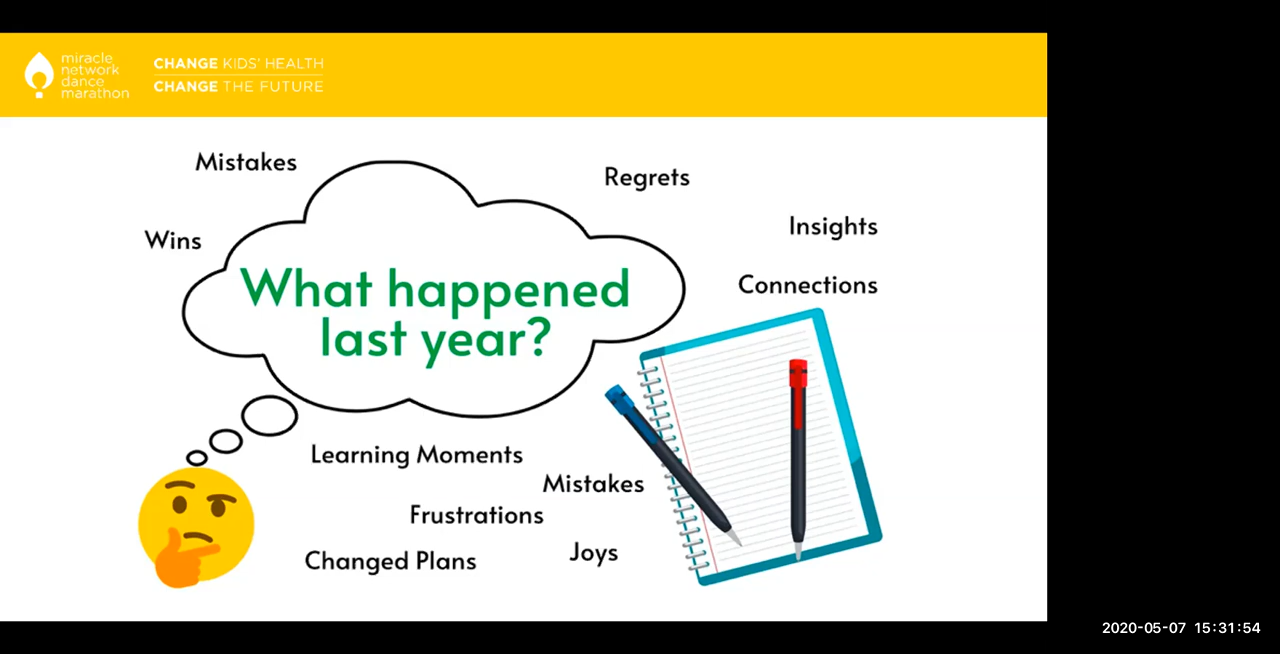 miracle
network
dance
marathon
CHANGE KIDS' HEALTH
CHANGE THE FUTURE
Mistakes
Regrets
Wins
Insights
Connections
What happened
last year?
Learning Moments
Mistakes
Frustrations
Joys
Changed Plans
2020-05-07 15:31:54